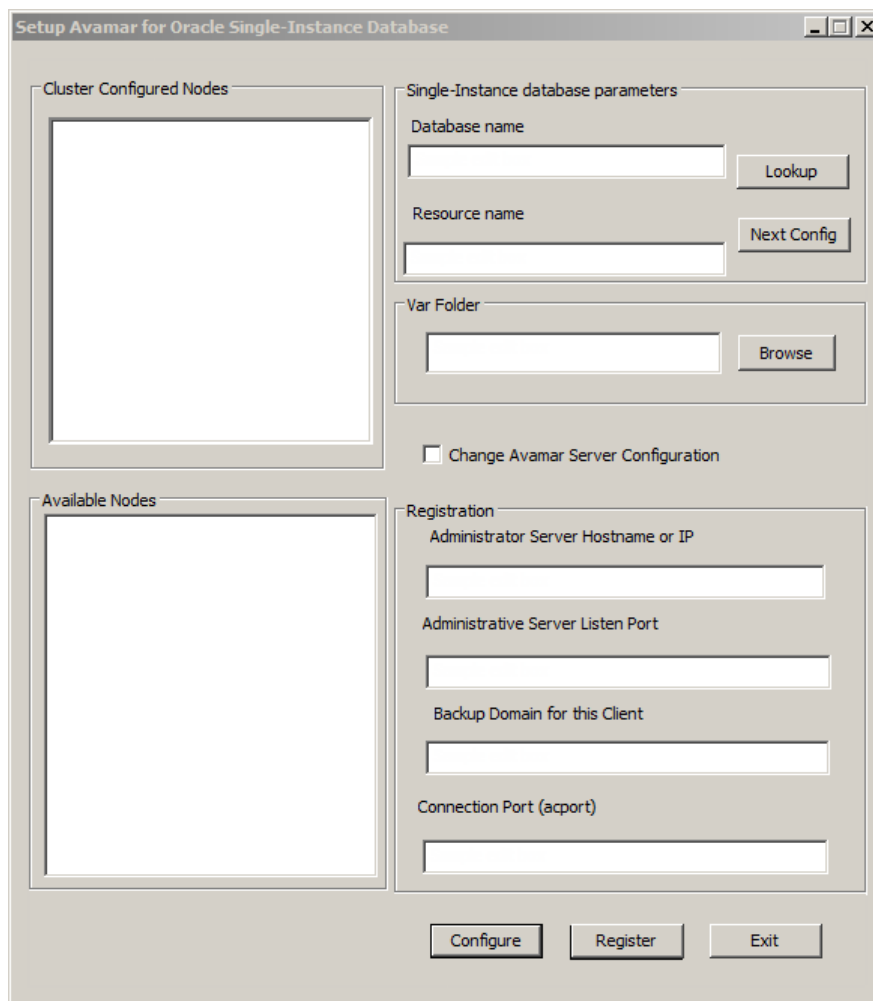 Setup Avamar for Oracle Single-Instance Database
Cluster Configured Nodes
Single-Instance database parameters
Database name
Lookup
Resource name
Next Config
Var Folder
Browse
Change Avamar Server Configuration
Available Nodes
Registration
Administrator Server Hostname or IP
Administrative Server Listen Port
Backup Domain for this Client
Connection Port (acport)
Configure
Register
Exit